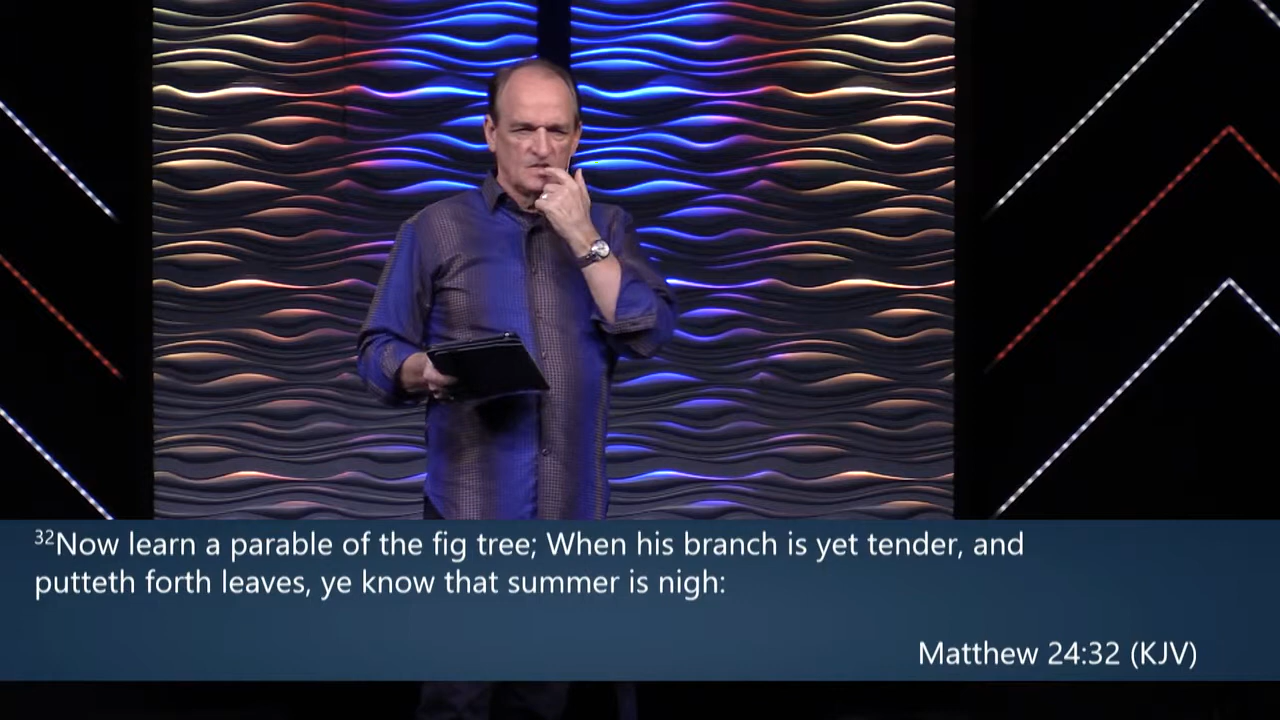 ³²Now learn a parable of the fig tree; When his branch is yet tender, and
putteth forth leaves, ye know that summer is nigh:
Matthew 24:32 (KJV)